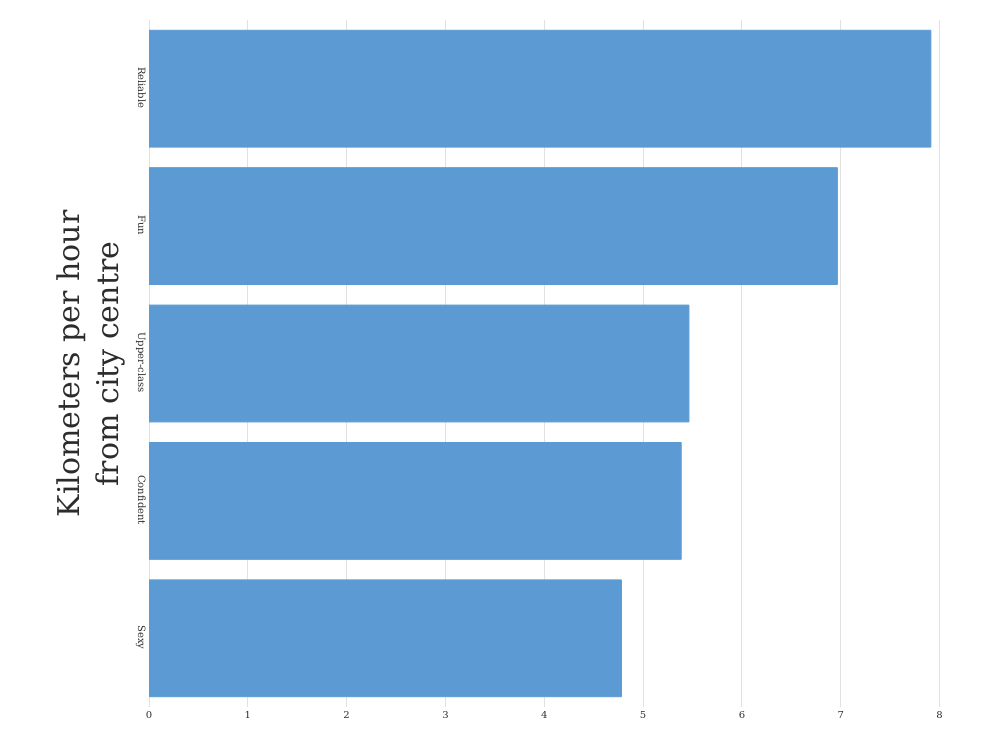 Kilometers per hour
from city centre
Reliable
Fun
Upper-class
Confident
Sexy
0 1 2 3 4 5 6 7 8